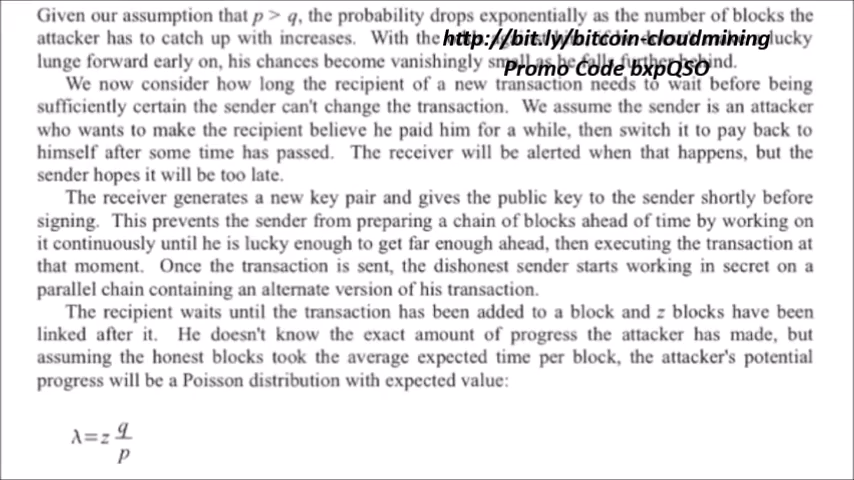 Given our assumption that p > q, the probability drops exponentially as the number of blocks the
attacker has to catch up with increases. With the lucky
http://bit.ly/bitcoin-cloudmining
lunge forward early on, his chances become vanishingly small as he falls further behind.
Promo Code bxpQSO
We now consider how long the recipient of a new transaction needs to wait before being
sufficiently certain the sender can't change the transaction. We assume the sender is an attacker
who wants to make the recipient believe he paid him for a while, then switch it to pay back to
himself after some time has passed. The receiver will be alerted when that happens, but the
sender hopes it will be too late.
The receiver generates a new key pair and gives the public key to the sender shortly before
signing. This prevents the sender from preparing a chain of blocks ahead of time by working on
it continuously until he is lucky enough to get far enough ahead, then executing the transaction at
that moment. Once the transaction is sent, the dishonest sender starts working in secret on a
parallel chain containing an alternate version of his transaction.
The recipient waits until the transaction has been added to a block and z blocks have been
linked after it. He doesn't know the exact amount of progress the attacker has made, but
assuming the honest blocks took the average expected time per block, the attacker's potential
progress will be a Poisson distribution with expected value:
λ=z q
p